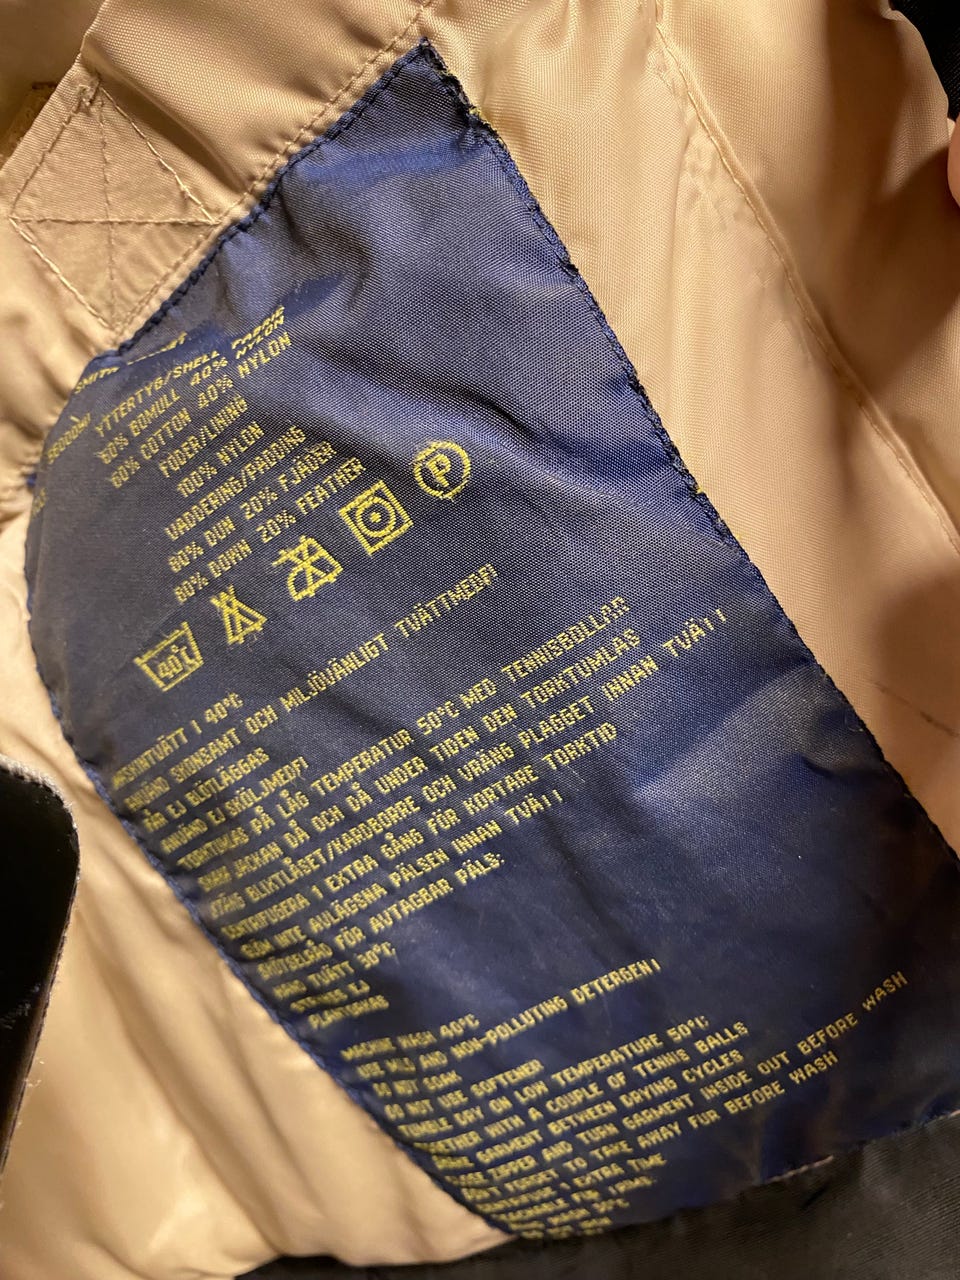 YTTERTYG/SHELL FABRIC
60% BOMULL 40% NYLON
60% COTTON 40% NYLON
FODER/LINING
100% NYLON
VADDERING/PADDING
80% DUN 20% FJÄDER
80% DOWN 20% FEATHER
40°C
P
MASKINTVÄTT I 40°C
ANVÄND SKONSAMT OCH MILJÖVÄNLIGT TVÄTTMEDEL
FÅR EJ BLÖTLÄGGAS
ANVÄND EJ SKÖLJMEDEL
TORKTUMLAS PÅ LÅG TEMPERATUR 50°C MED TENNISBOLLAR
SKAKA JACKAN DÅ OCH DÅ UNDER TIDEN DEN TORKTUMLAS
STÄNG BLIXTLÅSET/KARDBORRE OCH VRÄNG PLAGGET INNAN TVÄTT
CENTRIFUGERA 1 EXTRA GÅNG FÖR KORTARE TORKTID
GLÖM INTE AVLÄGSNA PÄLSEN INNAN TVÄTT
SKÖTSELRÅD FÖR AVTAGBAR PÄLS:
HAND TVÄTT 30°C
STRYKES EJ
PLANTORKAS
MACHINE WASH 40°C
USE MILD AND NON-POLLUTING DETERGENT
DO NOT SOAK
DO NOT USE SOFTENER
TUMBLE DRY ON LOW TEMPERATURE 50°C
TOGETHER WITH A COUPLE OF TENNIS BALLS
SHAKE GARMENT BETWEEN DRYING CYCLES
CLOSE ZIPPER AND TURN GARMENT INSIDE OUT BEFORE WASH
DON'T FORGET TO TAKE AWAY FUR BEFORE WASH
1 EXTRA TIME
WASH 30°C